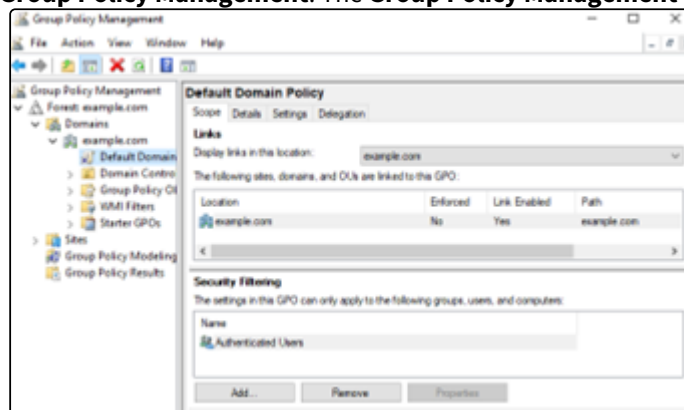 Group Policy Management. The Group Policy Management
Group Policy Management
File Action View Window Help
Group Policy Management
Forest: example.com
Domains
example.com
Default Domain
Domain Contro
Group Policy Ol
WMI Filters
Starter GPOs
Sites
Group Policy Modeling
Group Policy Results
Default Domain Policy
Scope Details Settings Delegation
Links
Display links in this location: example.com
The following sites, domains, and OUs are linked to this GPO:
Location Enforced Link Enabled Path
example.com No Yes example.com
Security Filtering
The settings in this GPO can only apply to the following groups, users, and computers:
Name
Authenticated Users
Add... Remove Properties